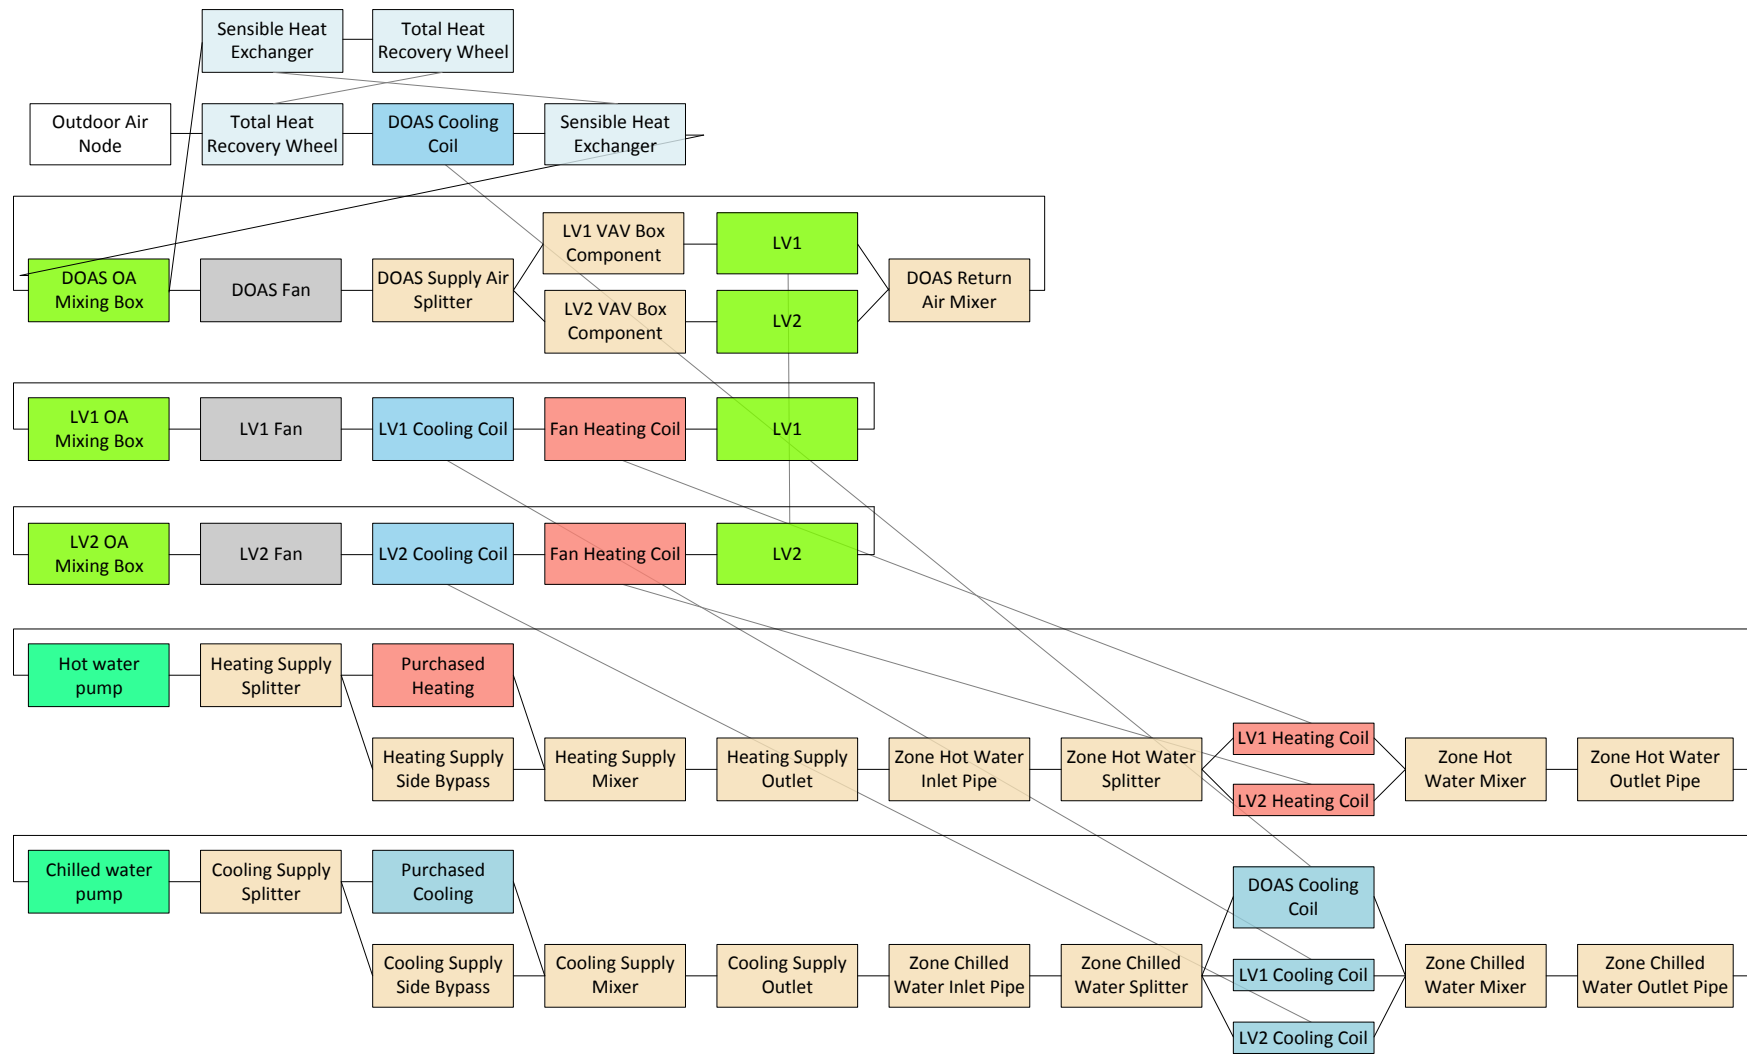 Sensible Heat
Exchanger
Total Heat
Recovery Wheel
Outdoor Air
Node
Total Heat
Recovery Wheel
DOAS Cooling
Coil
Sensible Heat
Exchanger
DOAS OA
Mixing Box
DOAS Fan
DOAS Supply Air
Splitter
LV1 VAV Box
Component
LV1
LV2 VAV Box
Component
LV2
DOAS Return
Air Mixer
LV1 OA
Mixing Box
LV1 Fan
LV1 Cooling Coil
Fan Heating Coil
LV1
LV2 OA
Mixing Box
LV2 Fan
LV2 Cooling Coil
Fan Heating Coil
LV2
Hot water
pump
Heating Supply
Splitter
Purchased
Heating
Heating Supply
Side Bypass
Heating Supply
Mixer
Heating Supply
Outlet
Zone Hot Water
Inlet Pipe
Zone Hot Water
Splitter
LV1 Heating Coil
LV2 Heating Coil
Zone Hot
Water Mixer
Zone Hot Water
Outlet Pipe
Chilled water
pump
Cooling Supply
Splitter
Purchased
Cooling
Cooling Supply
Side Bypass
Cooling Supply
Mixer
Cooling Supply
Outlet
Zone Chilled
Water Inlet Pipe
Zone Chilled
Water Splitter
DOAS Cooling
Coil
LV1 Cooling Coil
LV2 Cooling Coil
Zone Chilled
Water Mixer
Zone Chilled
Water Outlet Pipe